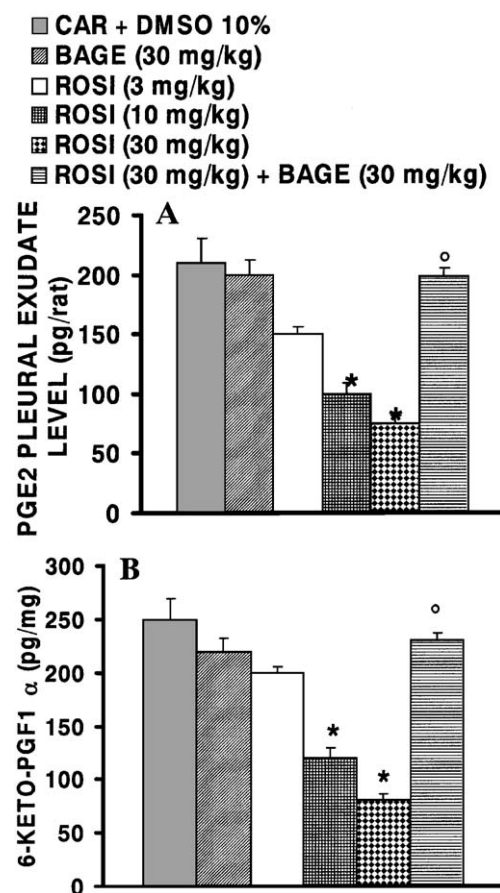 CAR + DMSO 10%
BAGE (30 mg/kg)
ROSI (3 mg/kg)
ROSI (10 mg/kg)
ROSI (30 mg/kg)
ROSI (30 mg/kg) + BAGE (30 mg/kg)
A
PGE2 PLEURAL EXUDATE
LEVEL (pg/rat)
250
200
150
100
50
0
*
*
°
B
6-KETO-PGF1 α (pg/mg)
300
250
200
150
100
50
0
*
*
°